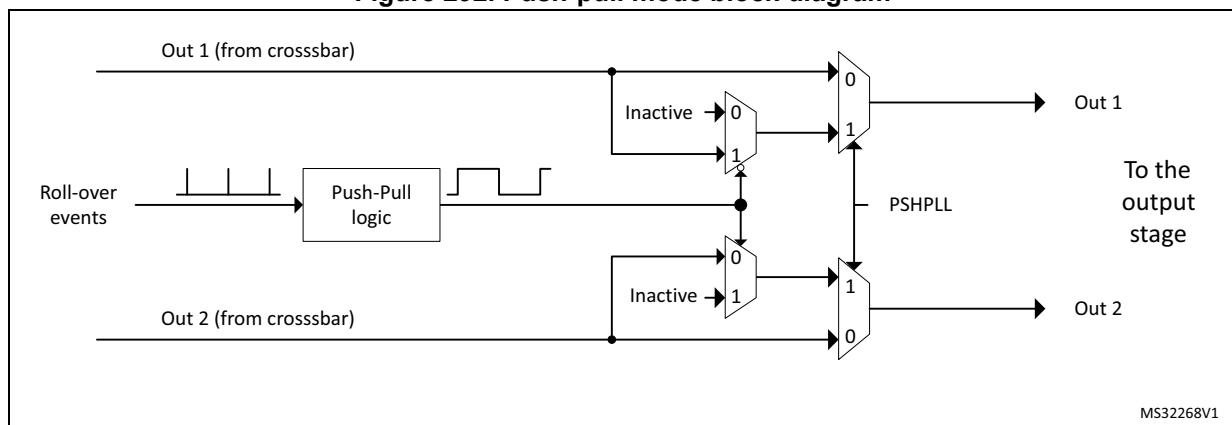 Out 1 (from crosssbar)
0
Inactive
0
Out 1
1
1
Roll-over
events
Push-Pull
logic
PSHPLL
To the
output
stage
0
1
Inactive
1
Out 2 (from crosssbar)
0
Out 2
MS32268V1